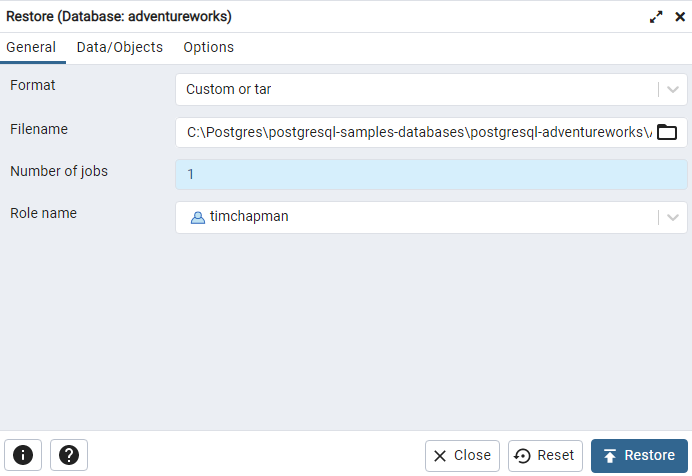 Restore (Database: adventureworks)
General Data/Objects Options
Format Custom or tar
Filename C:\Postgres\postgresql-samples-databases\postgresql-adventureworks\
Number of jobs 1
Role name timchapman
Close Reset Restore